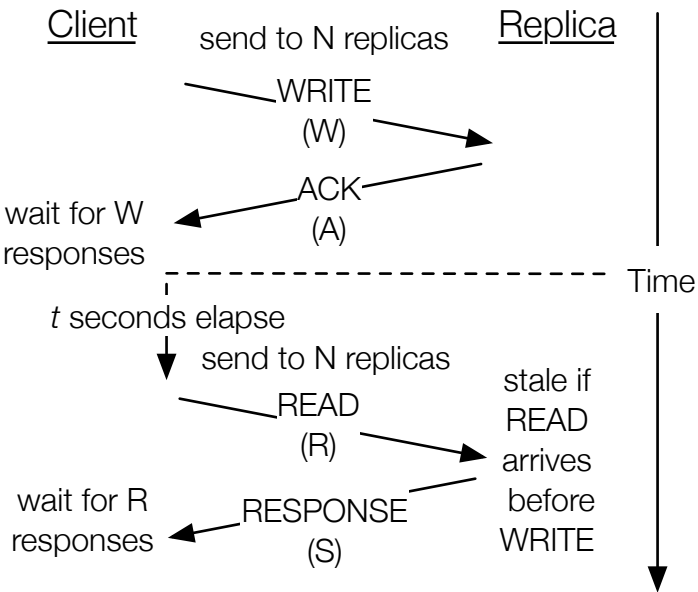 Client
Replica
send to N replicas
WRITE
(W)
ACK
(A)
wait for W
responses
Time
t seconds elapse
send to N replicas
READ
(R)
stale if
READ
arrives
before
WRITE
RESPONSE
(S)
wait for R
responses